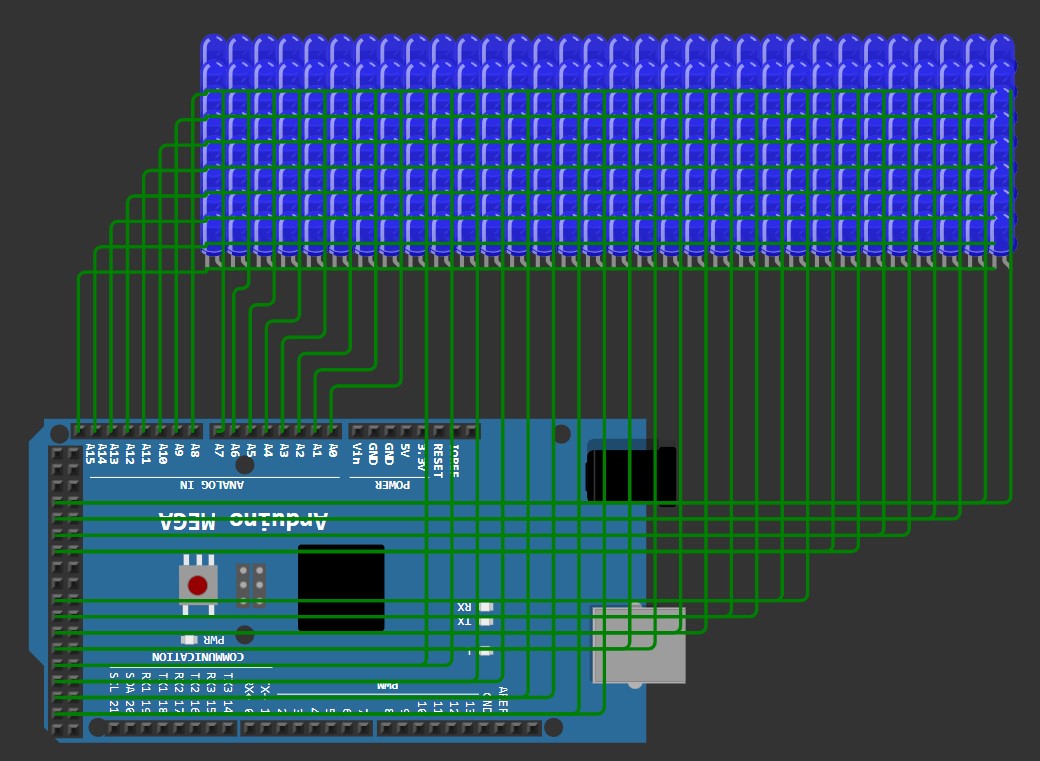 A15 A14 A13 A12 A11 A10 A9 A8 A7 A6 A5 A4 A3 A2 A1 A0 Vin GND GND 5V 3.3V RESET IOREF
ANALOG IN POWER
Arduino MEGA
RX
TX
L
PWR
COMMUNICATION
PWM
SCL 21 SDA 20 RX1 19 TX1 18 RX2 17 TX2 16 RX3 15 TX3 14 RX 0 TX 1 2 3 4 5 6 7 8 9 10 11 12 13 GND AREF